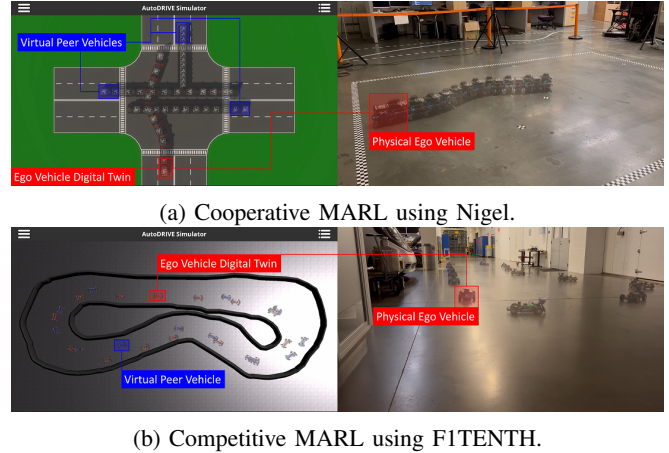 AutoDRIVE Simulator
Virtual Peer Vehicles
Physical Ego Vehicle
Ego Vehicle Digital Twin
(a) Cooperative MARL using Nigel.
AutoDRIVE Simulator
Ego Vehicle Digital Twin
Physical Ego Vehicle
Virtual Peer Vehicle
(b) Competitive MARL using F1TENTH.